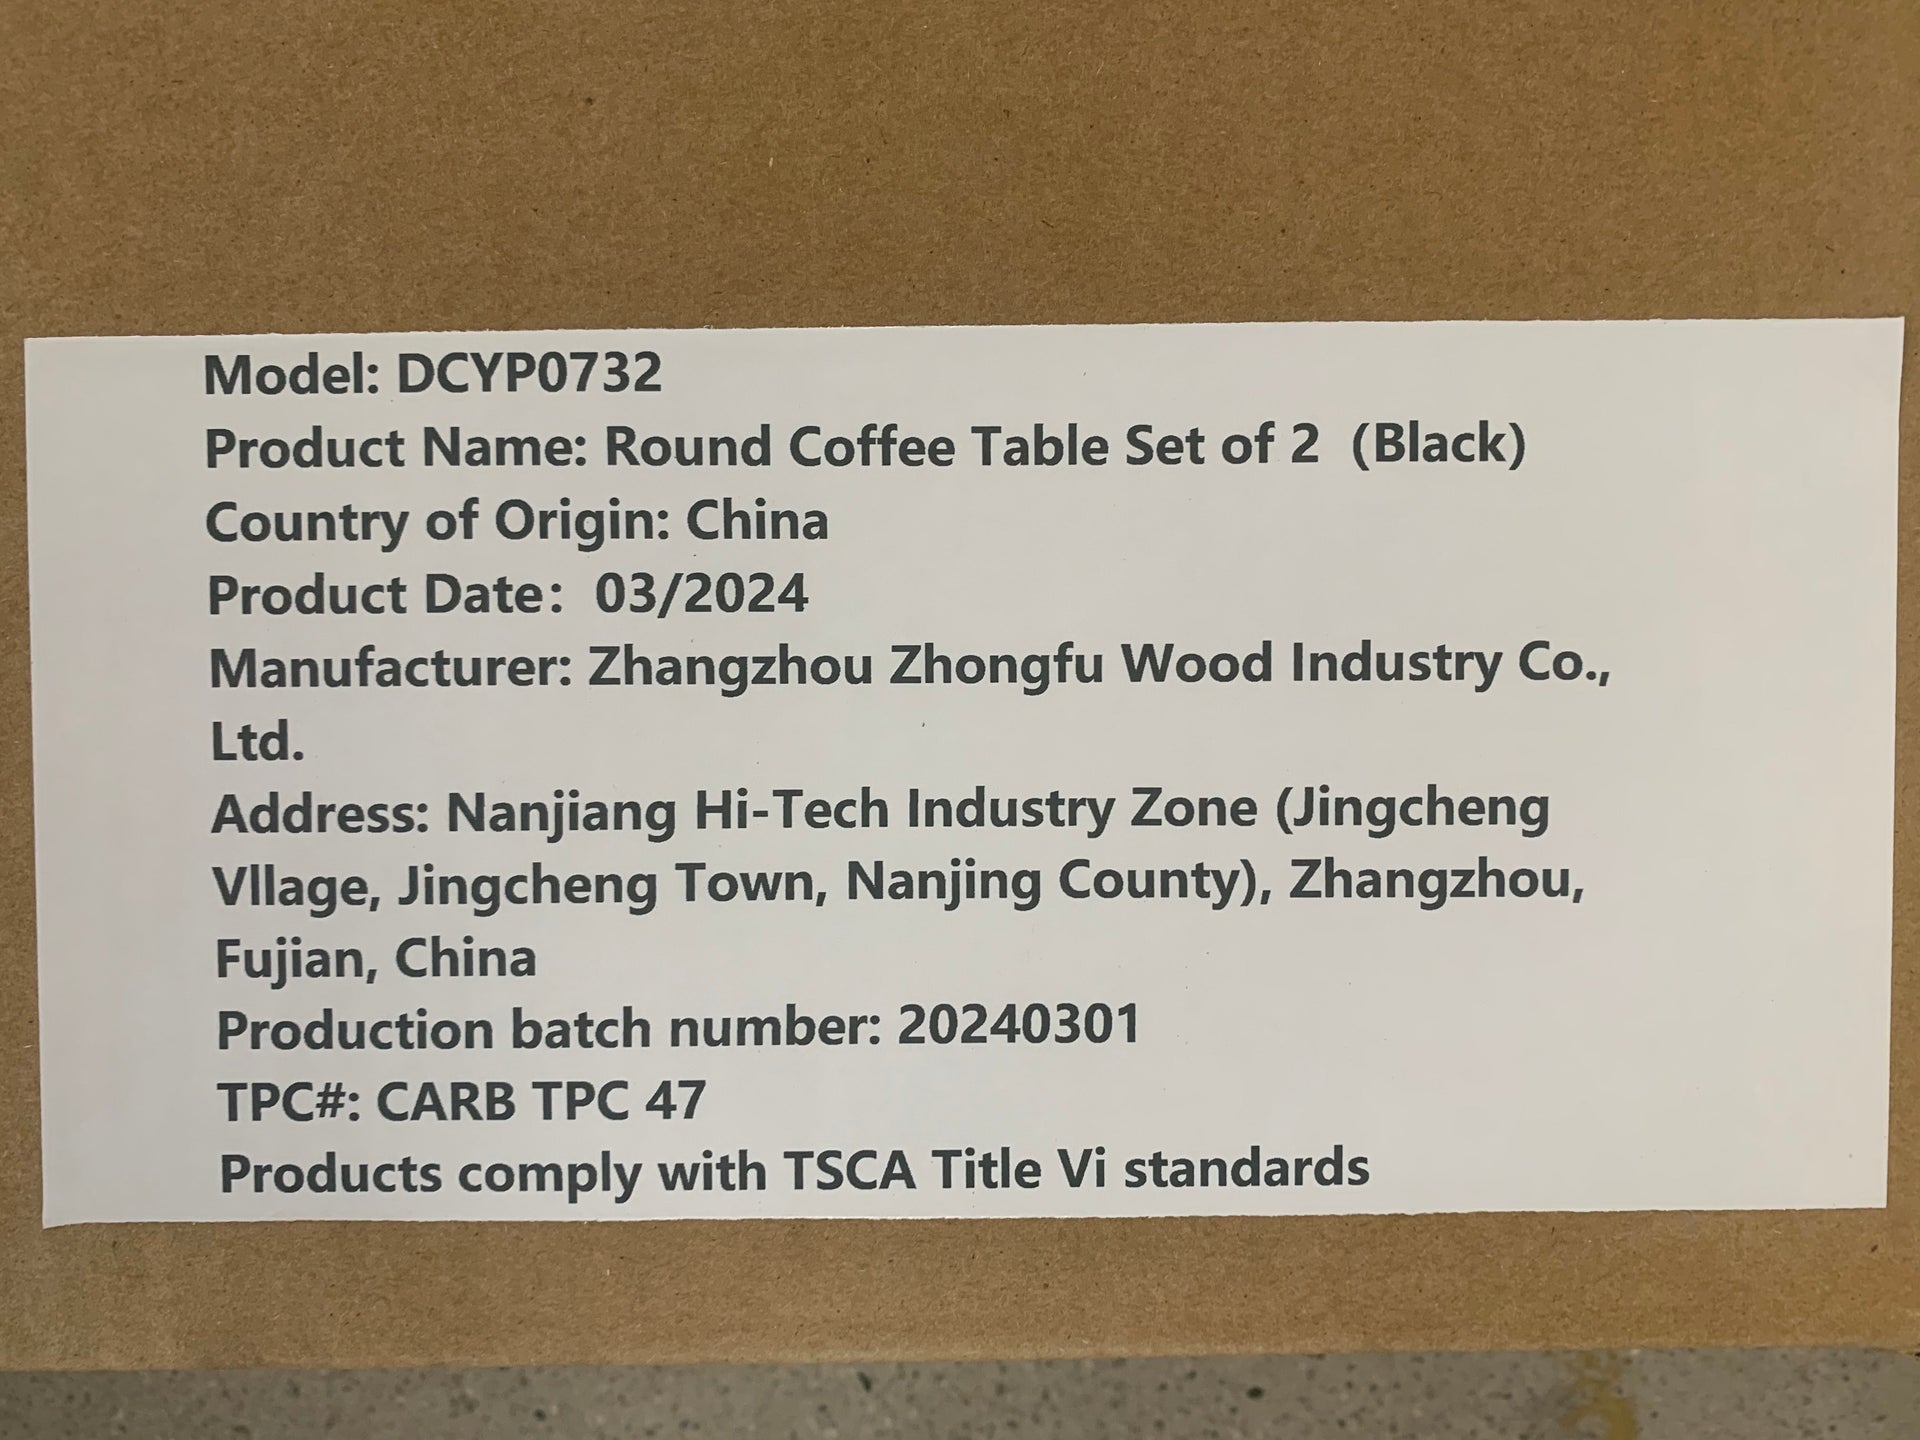 Model: DCYP0732
Product Name: Round Coffee Table Set of 2  (Black)
Country of Origin: China
Product Date:  03/2024
Manufacturer: Zhangzhou Zhongfu Wood Industry Co.,
Ltd.
Address: Nanjiang Hi-Tech Industry Zone (Jingcheng
Vllage, Jingcheng Town, Nanjing County), Zhangzhou,
Fujian, China
Production batch number: 20240301
TPC#: CARB TPC 47
Products comply with TSCA Title Vi standards